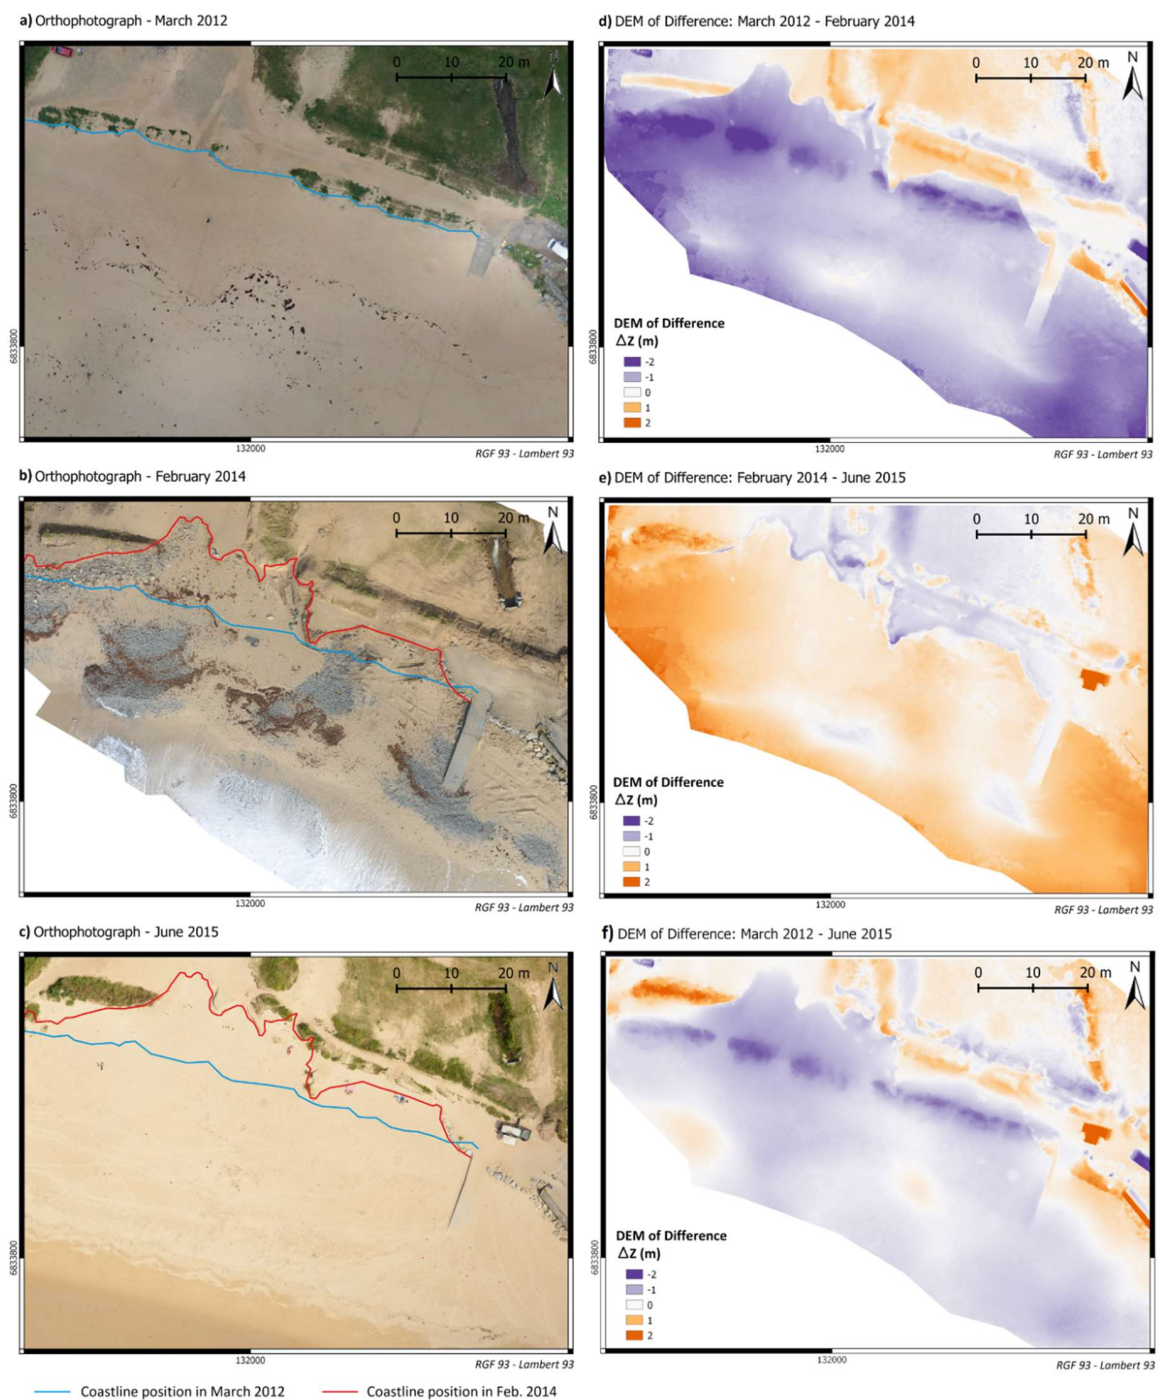 a) Orthophotograph - March 2012
0 10 20 m
N
6833800
132000
RGF 93 - Lambert 93
d) DEM of Difference: March 2012 - February 2014
0 10 20 m
N
DEM of Difference
ΔZ (m)
-2
-1
0
1
2
6833800
132000
RGF 93 - Lambert 93
b) Orthophotograph - February 2014
0 10 20 m
N
6833800
132000
RGF 93 - Lambert 93
e) DEM of Difference: February 2014 - June 2015
0 10 20 m
N
DEM of Difference
ΔZ (m)
-2
-1
0
1
2
6833800
132000
RGF 93 - Lambert 93
c) Orthophotograph - June 2015
0 10 20 m
N
6833800
132000
RGF 93 - Lambert 93
f) DEM of Difference: March 2012 - June 2015
0 10 20 m
N
DEM of Difference
ΔZ (m)
-2
-1
0
1
2
6833800
132000
RGF 93 - Lambert 93
Coastline position in March 2012
Coastline position in Feb. 2014